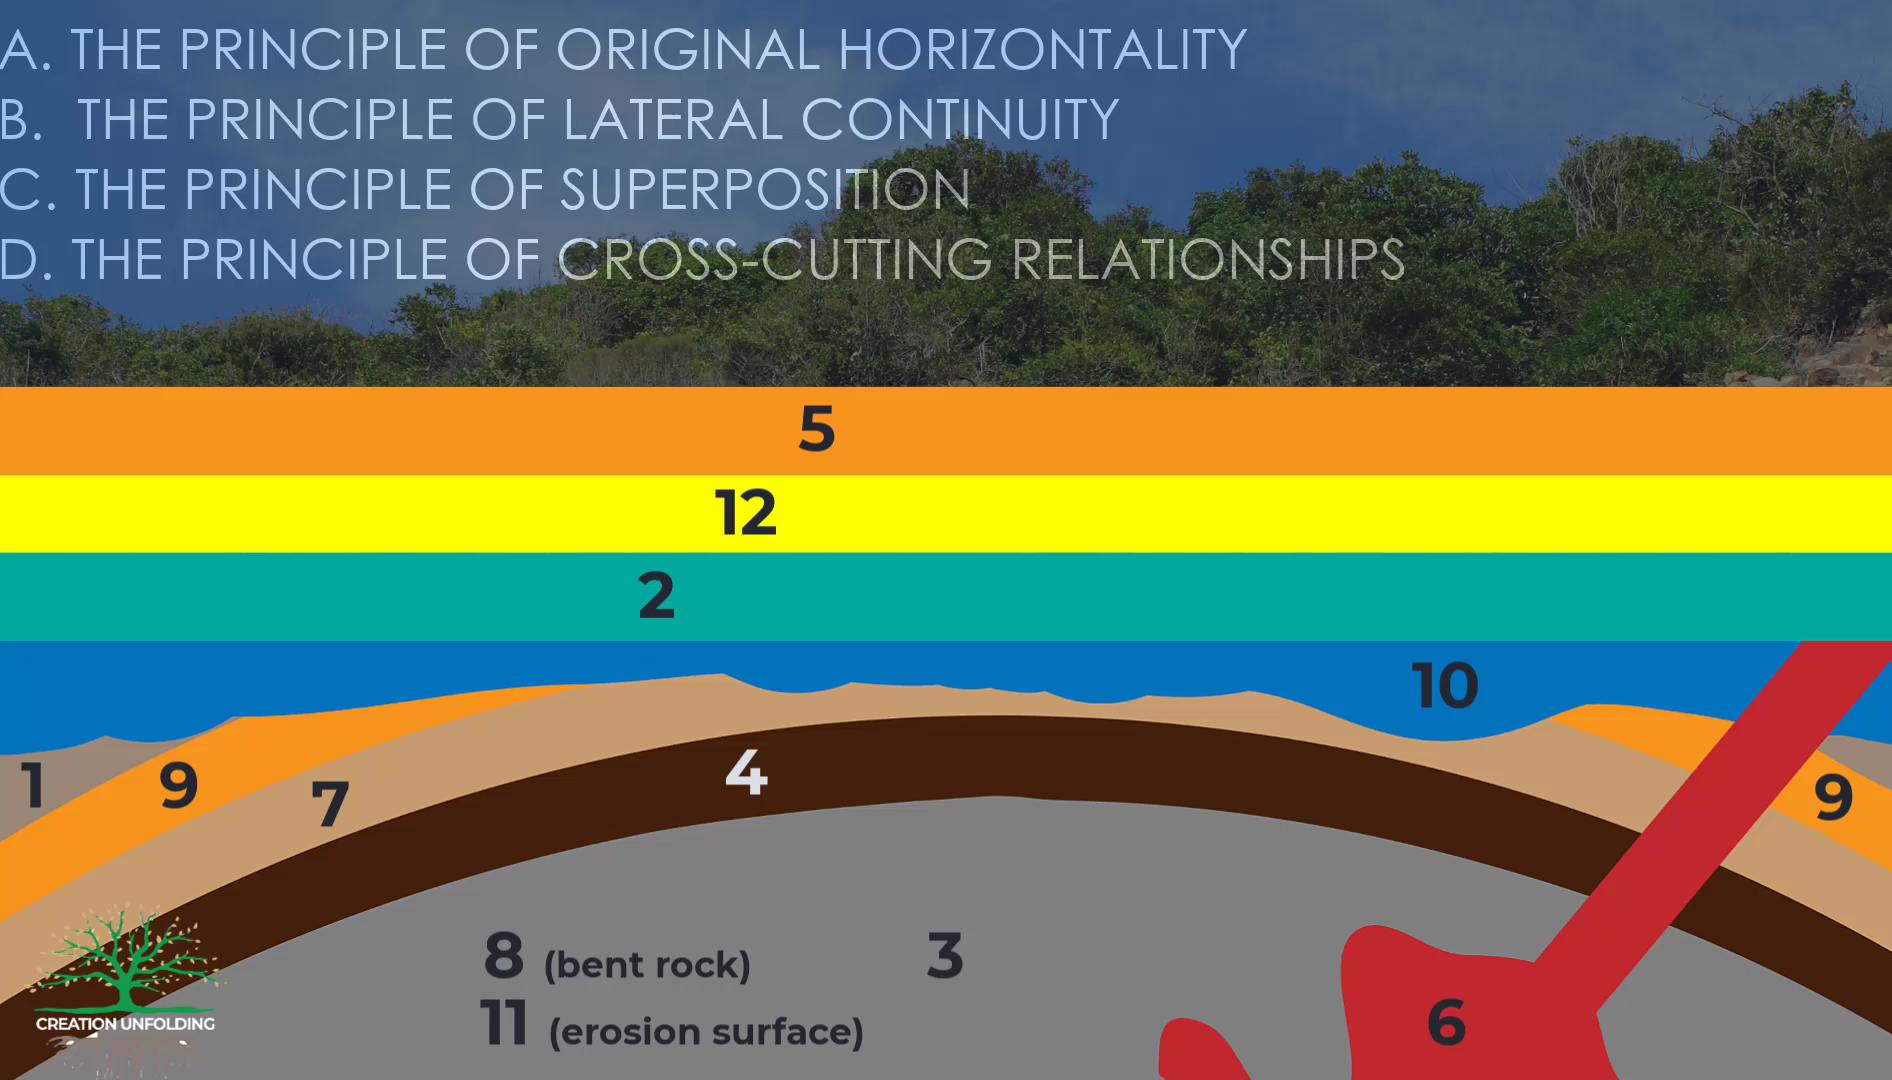 A. THE PRINCIPLE OF ORIGINAL HORIZONTALITY
B. THE PRINCIPLE OF LATERAL CONTINUITY
C. THE PRINCIPLE OF SUPERPOSITION
D. THE PRINCIPLE OF CROSS-CUTTING RELATIONSHIPS
5
12
2
10
1
9
7
4
9
8 (bent rock)
3
11 (erosion surface)
6
CREATION UNFOLDING